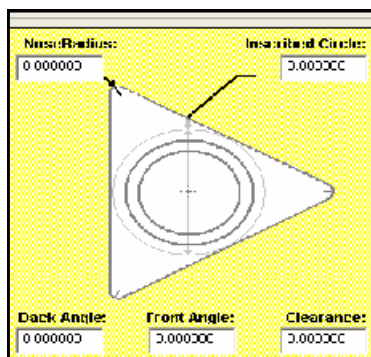 Nose Radius: Inscribed Circle:
0.000000 0.000000
Back Angle: Front Angle: Clearance:
0.000000 0.000000 0.000000